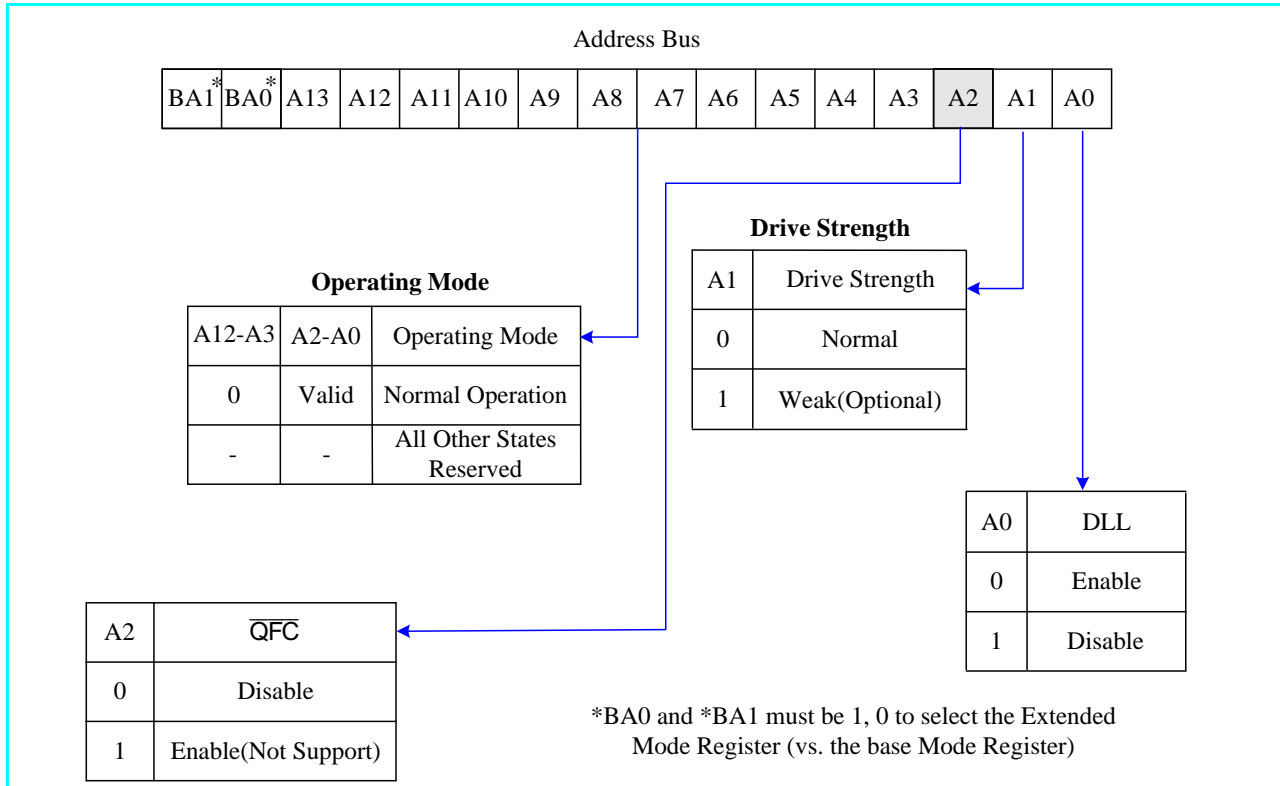 Address Bus
BA1* BA0* A13 A12 A11 A10 A9 A8 A7 A6 A5 A4 A3 A2 A1 A0
Drive Strength
A1 Drive Strength
0 Normal
1 Weak(Optional)
Operating Mode
A12-A3 A2-A0 Operating Mode
0 Valid Normal Operation
- - All Other States
Reserved
A0 DLL
0 Enable
1 Disable
A2 Q̅F̅C̅
0 Disable
1 Enable(Not Support)
*BA0 and *BA1 must be 1, 0 to select the Extended
Mode Register (vs. the base Mode Register)